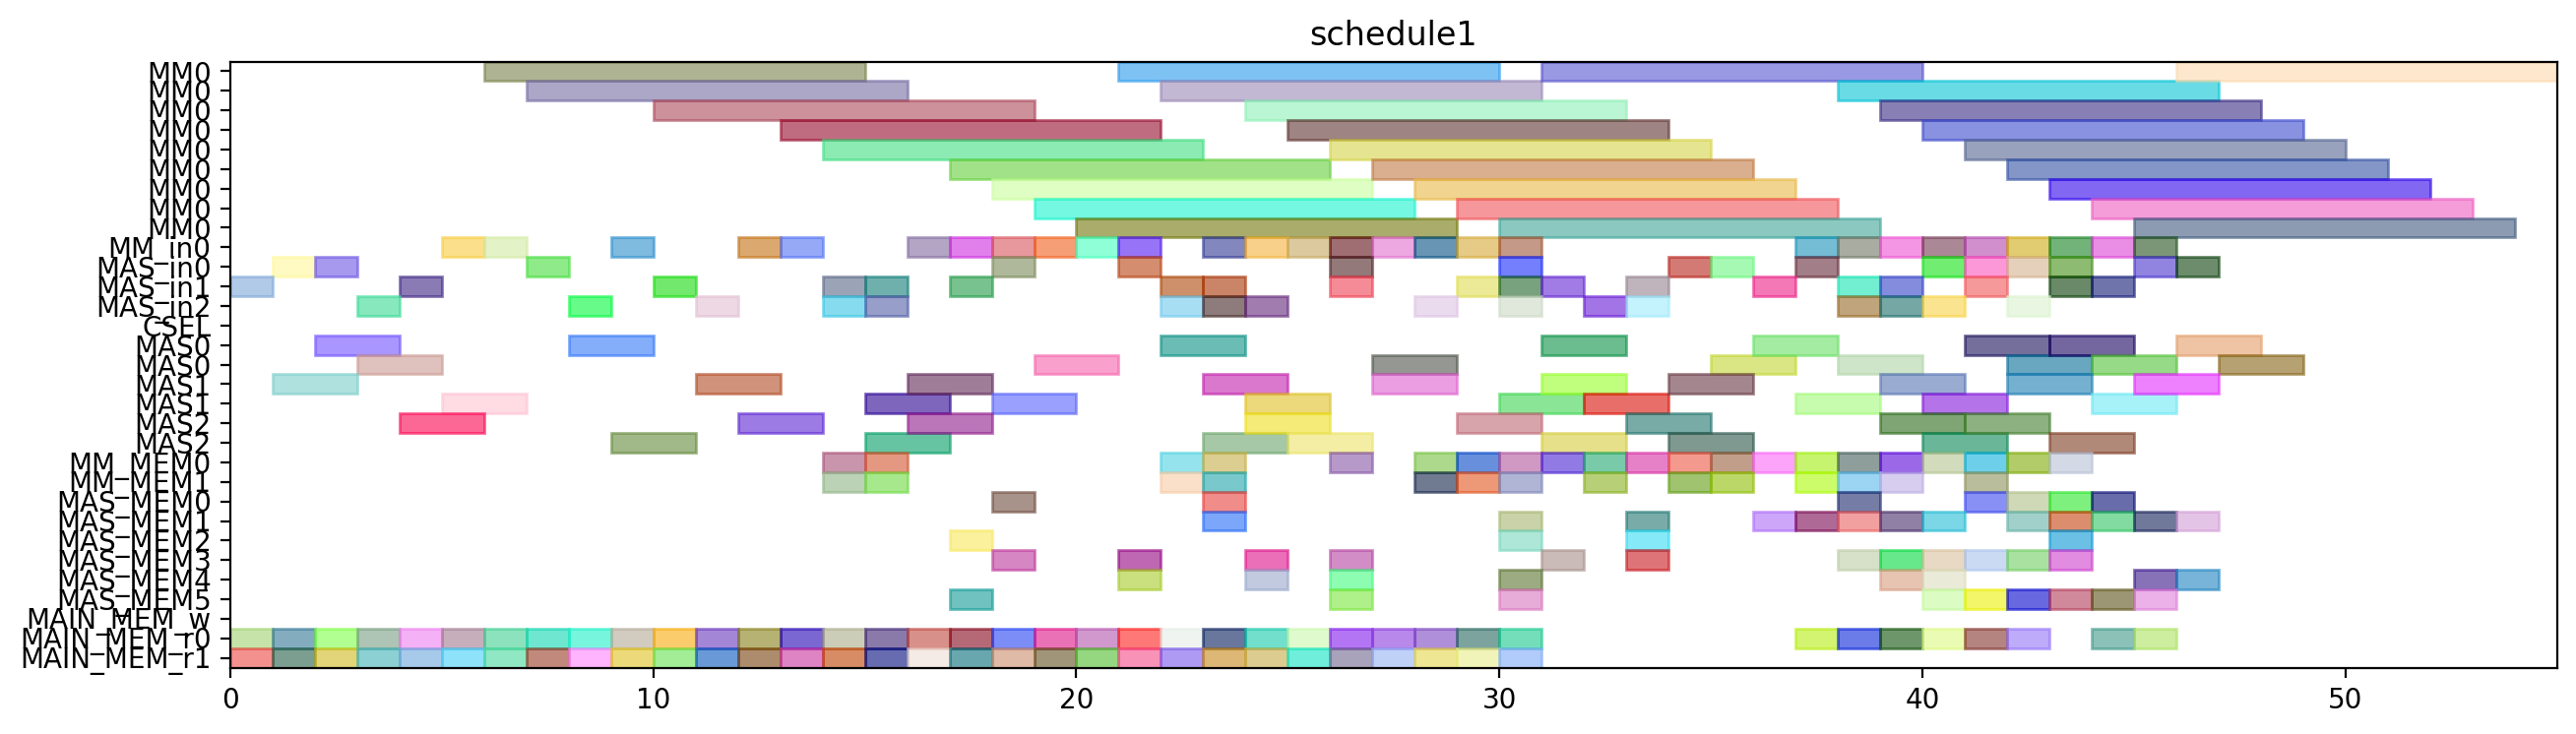 schedule1
MM0
MM0
MM0
MM0
MM0
MM0
MM0
MM0
MM0
MM_in0
MAS_in0
MAS_in1
MAS_in2
CSEL
MAS0
MAS0
MAS1
MAS1
MAS2
MAS2
MM_MEM0
MM_MEM1
MAS_MEM0
MAS_MEM1
MAS_MEM2
MAS_MEM3
MAS_MEM4
MAS_MEM5
MAIN_MEM_w
MAIN_MEM_r0
MAIN_MEM_r1
0 10 20 30 40 50